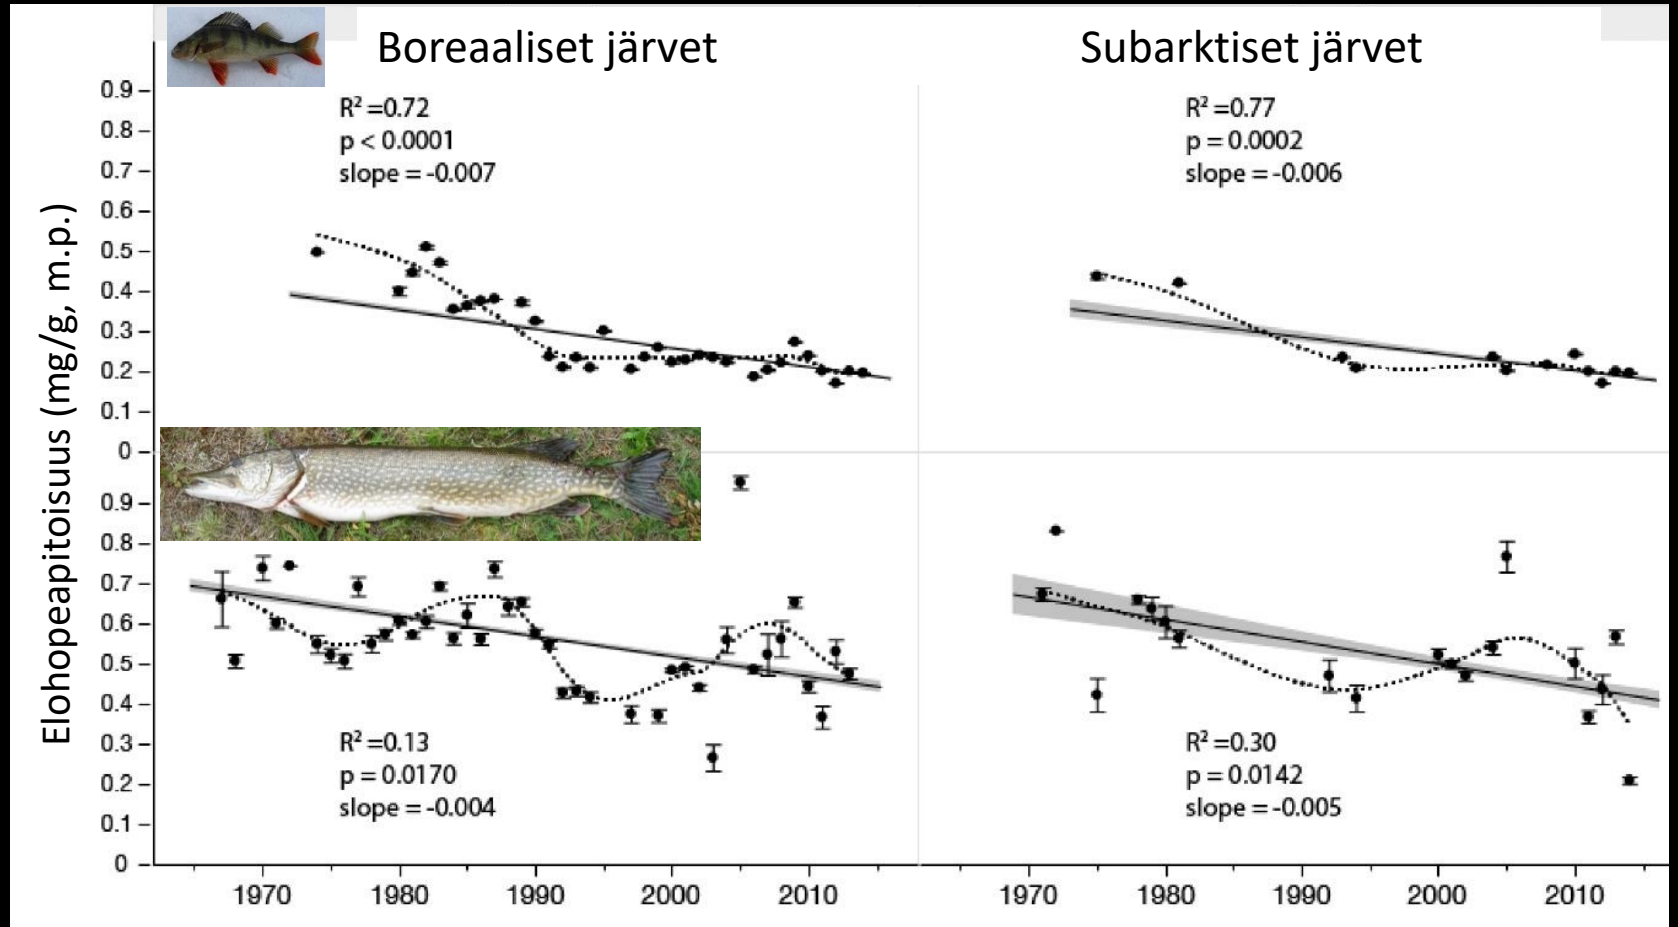 Boreaaliset järvet
Subarktiset järvet
Elohopeapitoisuus (mg/g, m.p.)
0.9
0.8
0.7
0.6
0.5
0.4
0.3
0.2
0.1
0
R² =0.72
p < 0.0001
slope = -0.007
R² =0.77
p = 0.0002
slope = -0.006
0.9
0.8
0.7
0.6
0.5
0.4
0.3
0.2
0.1
0
R² =0.13
p = 0.0170
slope = -0.004
R² =0.30
p = 0.0142
slope = -0.005
1970 1980 1990 2000 2010
1970 1980 1990 2000 2010